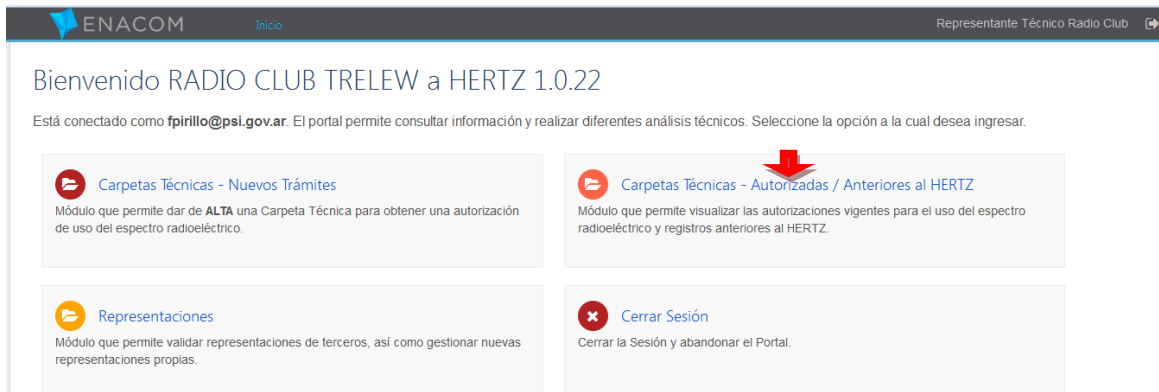 ENACOM
Inicio
Representante Técnico Radio Club
Bienvenido RADIO CLUB TRELEW a HERTZ 1.0.22
Está conectado como fpirillo@psi.gov.ar. El portal permite consultar información y realizar diferentes análisis técnicos. Seleccione la opción a la cual desea ingresar.
Carpetas Técnicas - Nuevos Trámites
Módulo que permite dar de ALTA una Carpeta Técnica para obtener una autorización
de uso del espectro radioeléctrico.
Carpetas Técnicas - Autorizadas / Anteriores al HERTZ
Módulo que permite visualizar las autorizaciones vigentes para el uso del espectro
radioeléctrico y registros anteriores al HERTZ.
Representaciones
Módulo que permite validar representaciones de terceros, así como gestionar nuevas
representaciones propias.
Cerrar Sesión
Cerrar la Sesión y abandonar el Portal.